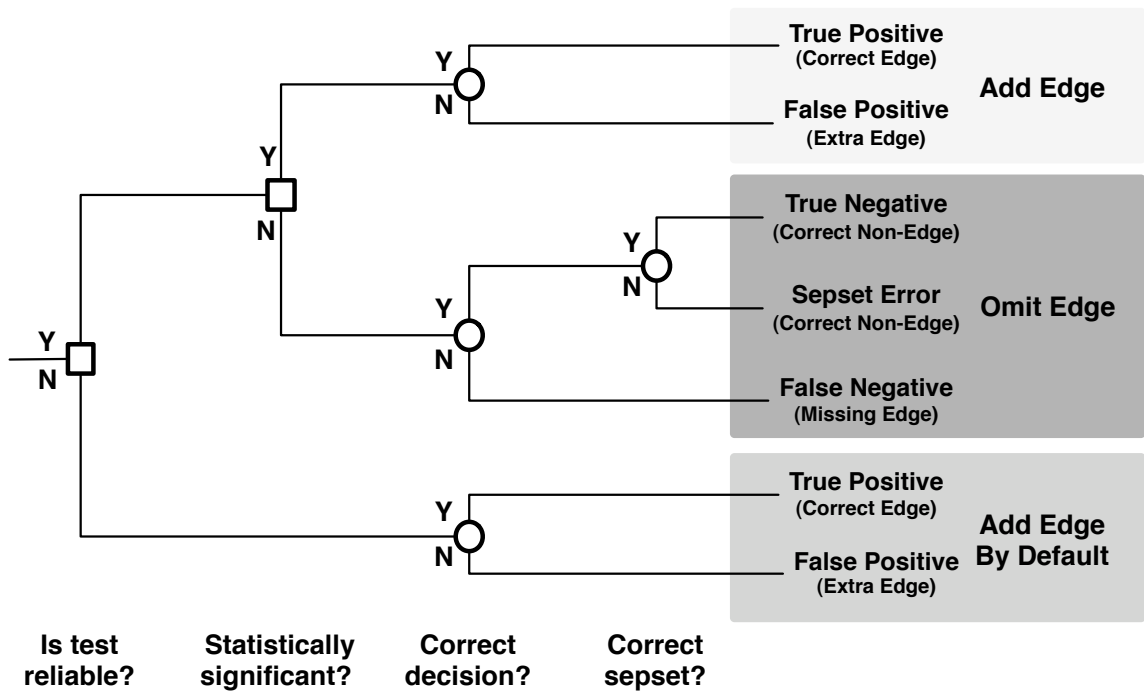 True Positive
(Correct Edge)
Y
N
Add Edge
False Positive
(Extra Edge)
Y
N
True Negative
(Correct Non-Edge)
Y
N
Sepset Error
(Correct Non-Edge)
Omit Edge
Y
N
Y
N
False Negative
(Missing Edge)
True Positive
(Correct Edge)
Y
N
Add Edge
By Default
False Positive
(Extra Edge)
Is test
reliable?
Statistically
significant?
Correct
decision?
Correct
sepset?